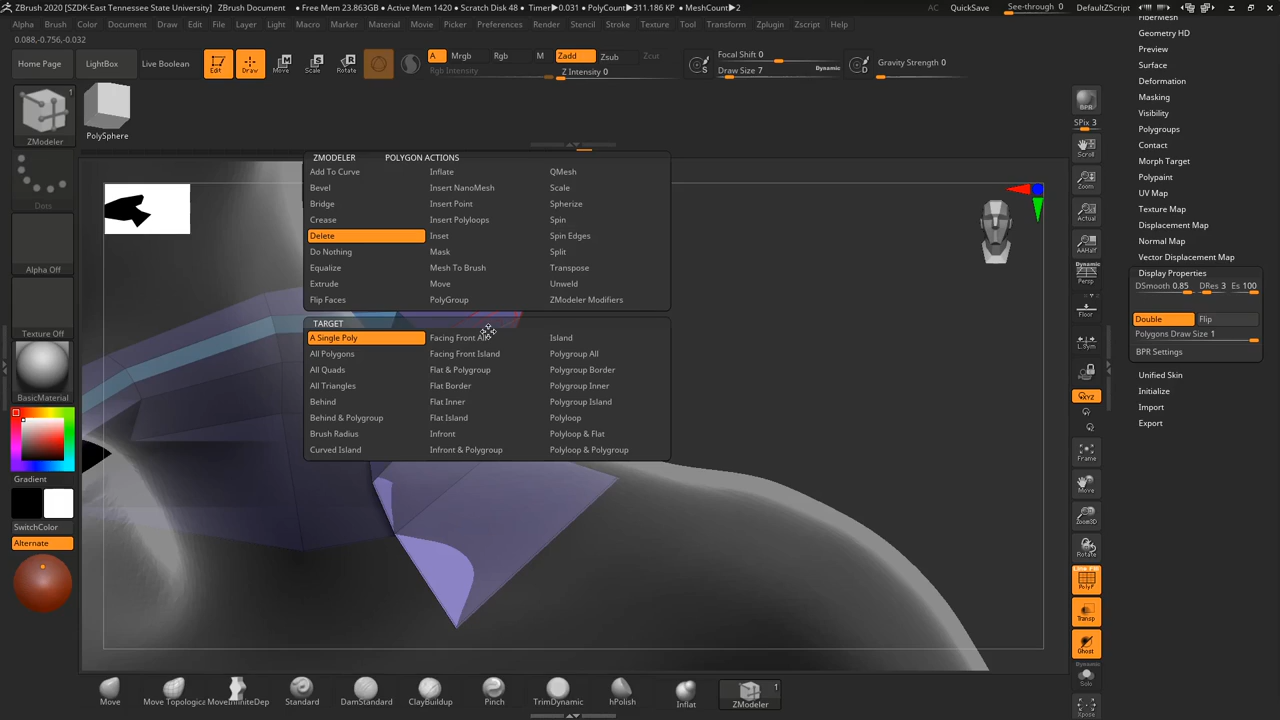 ZBrush 2020 (SZDK-East Tennessee State University] ZBrush Document • Free Mem 23.863GB • Active Mem 1420 • Scratch Disk 48 • Timer▶0.031 • PolyCount▶311.186 KP • MeshCount▶2 AC QuickSave See-through 0 Menus DefaultZScript
Alpha Brush Color Document Draw Edit File Layer Light Macro Marker Material Movie Picker Preferences Render Stencil Stroke Texture Tool Transform Zplugin Zscript
0.088,-0.756,-0.032
Home Page LightBox Live Boolean Edit Draw Move Scale Rotate
A Mrgb Rgb M Zadd Zsub Zcut
Rgb Intensity Z Intensity 0
Focal Shift 0
Draw Size 7 Dynamic
Gravity Strength 0
S D
1
ZModeler
PolySphere
Dots
Alpha Off
Texture Off
BasicMaterial
Gradient
SwitchColor
Alternate
ZMODELER POLYGON ACTIONS
Add To Curve Inflate QMesh
Bevel Insert NanoMesh Scale
Bridge Insert Point Spherize
Crease Insert Polyloops Spin
Delete Inset Spin Edges
Do Nothing Mask Split
Equalize Mesh To Brush Transpose
Extrude Move Unweld
Flip Faces PolyGroup ZModeler Modifiers
TARGET
A Single Poly Facing Front All Island
All Polygons Facing Front Island Polygroup All
All Quads Flat & Polygroup Polygroup Border
All Triangles Flat Border Polygroup Inner
Behind Flat Inner Polygroup Island
Behind & Polygroup Flat Island Polyloop
Brush Radius Infront Polyloop & Flat
Curved Island Infront & Polygroup Polyloop & Polygroup
BPR
SPix 3
Scroll
Zoom
Actual
AAHalf
Dynamic
Persp
Floor
L.Sym
XYZ
Frame
Move
Zoom3D
Rotate
Line Fill
PolyF
Transp
Ghost
Dynamic
Solo
Xpose
FiberMesh
Geometry HD
Preview
Surface
Deformation
Masking
Visibility
Polygroups
Contact
Morph Target
Polypaint
UV Map
Texture Map
Displacement Map
Normal Map
Vector Displacement Map
Display Properties
DSmooth 0.85 DRes 3 Es 100
Double Flip
Polygons Draw Size 1
BPR Settings
Unified Skin
Initialize
Import
Export
Move Move Topologica MoveInfiniteDep Standard DamStandard ClayBuildup Pinch TrimDynamic hPolish Inflat ZModeler
1